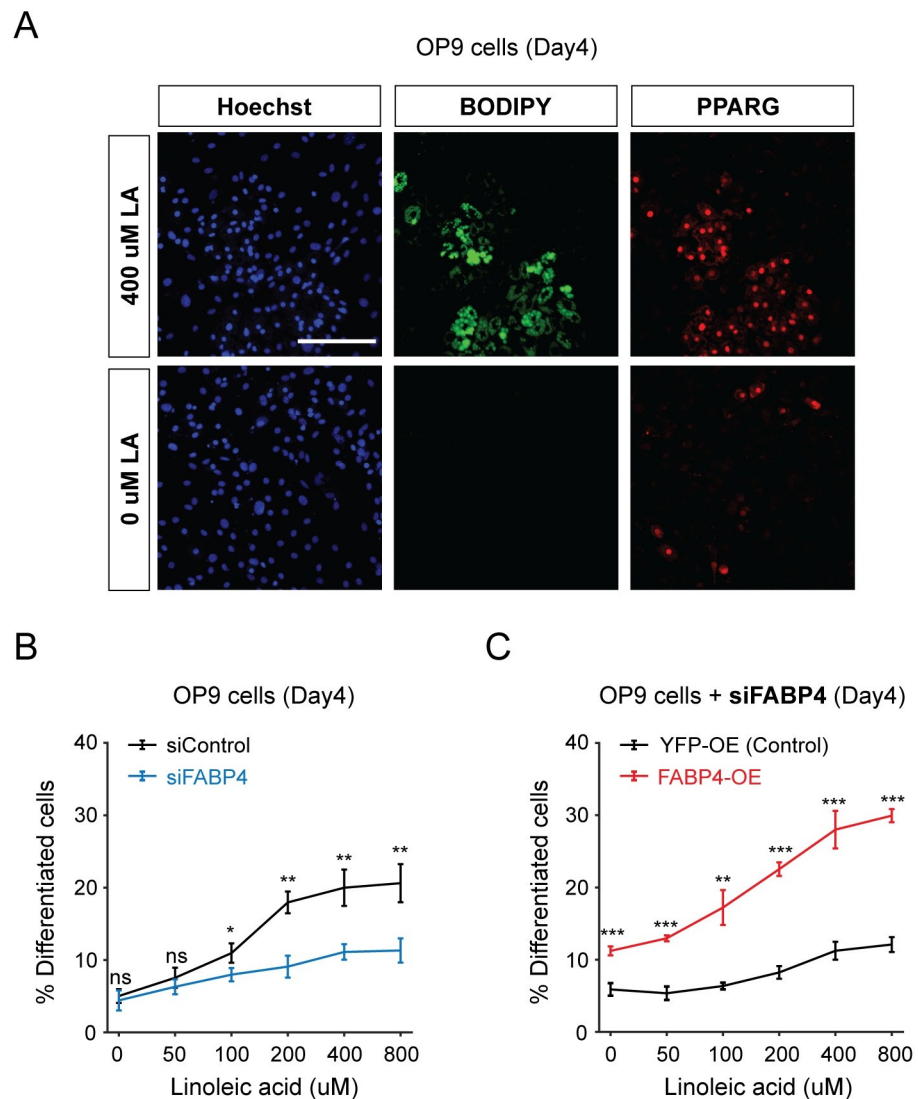 A
OP9 cells (Day4)
Hoechst
BODIPY
PPARG
400 uM LA
0 uM LA
B
OP9 cells (Day4)
siControl
siFABP4
% Differentiated cells
40
30
20
10
0
ns
ns
*
**
**
**
0
50
100
200
400
800
Linoleic acid (uM)
C
OP9 cells + siFABP4 (Day4)
YFP-OE (Control)
FABP4-OE
% Differentiated cells
40
30
20
10
0
***
***
**
***
***
***
0
50
100
200
400
800
Linoleic acid (uM)